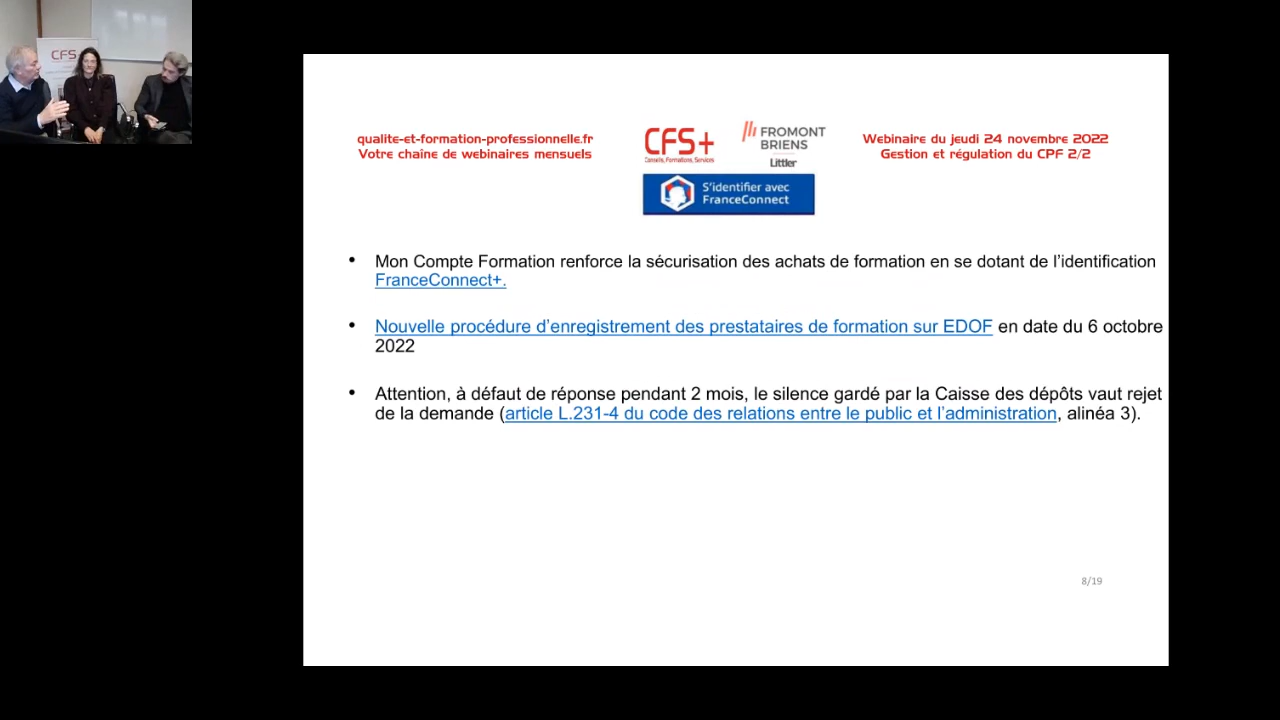 CFS+
qualite-et-formation-professionnelle.fr
Votre chaîne de webinaires mensuels
CFS+
Conseils, Formations, Services
FROMONT
BRIENS
Littler
Webinaire du jeudi 24 novembre 2022
Gestion et régulation du CPF 2/2
S'identifier avec
FranceConnect
• Mon Compte Formation renforce la sécurisation des achats de formation en se dotant de l'identification
FranceConnect+.
• Nouvelle procédure d'enregistrement des prestataires de formation sur EDOF en date du 6 octobre
2022
• Attention, à défaut de réponse pendant 2 mois, le silence gardé par la Caisse des dépôts vaut rejet
de la demande (article L.231-4 du code des relations entre le public et l'administration, alinéa 3).
8/19